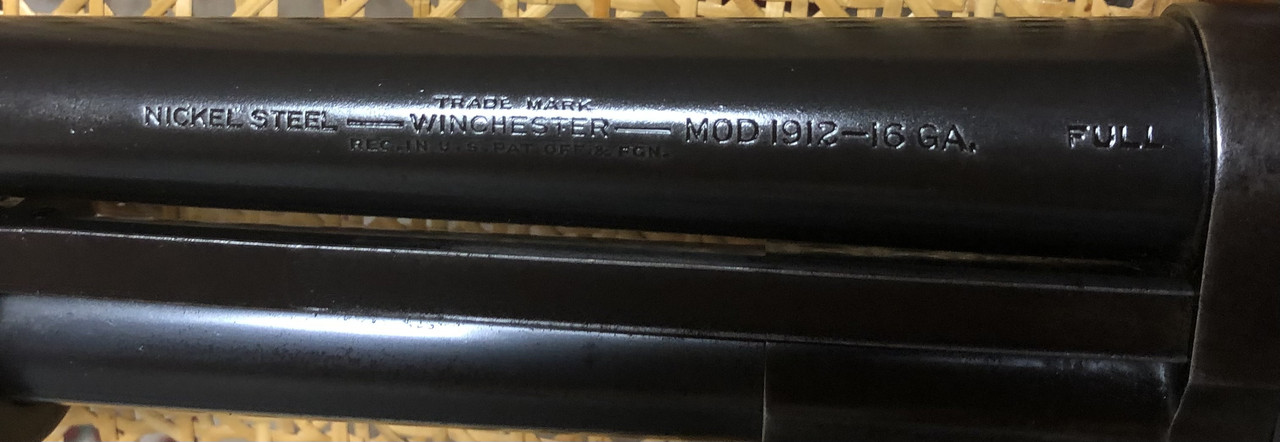 TRADE MARK
NICKEL STEEL — WINCHESTER — MOD 1912-16 GA. FULL
REG. IN U.S. PAT. OFF. & FGN.